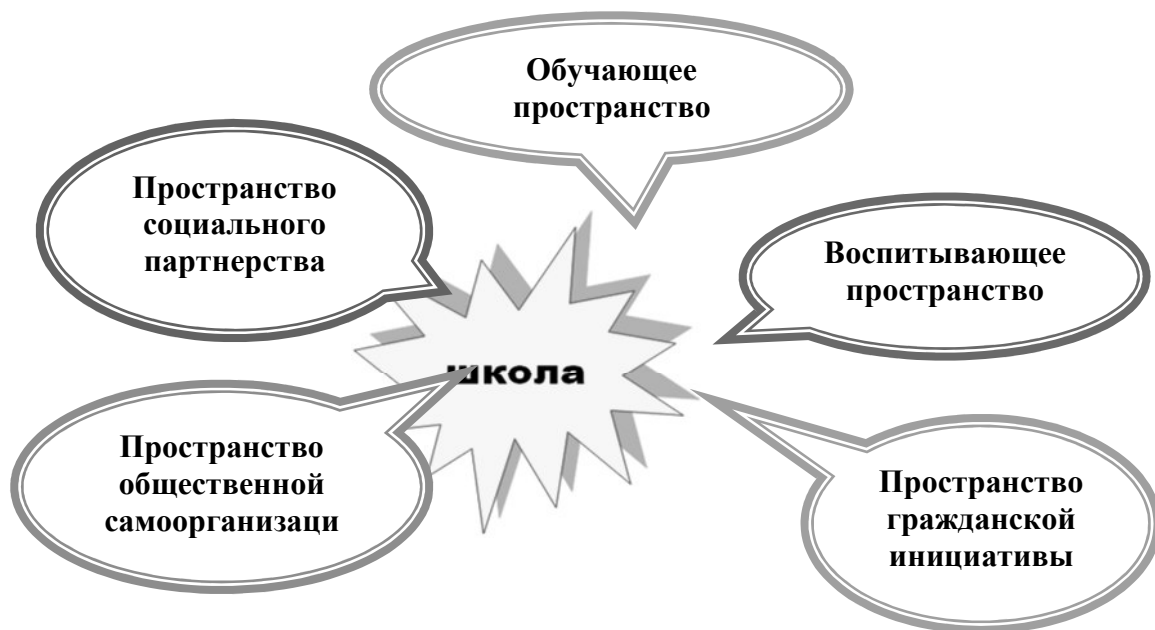 Обучающее
пространство
Пространство
социального
партнерства
Воспитывающее
пространство
школа
Пространство
общественной
самоорганизаци
Пространство
гражданской
инициативы